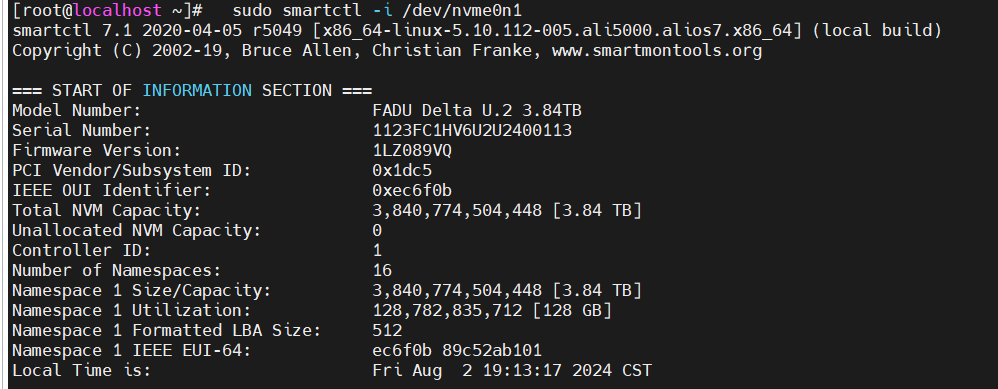 [root@localhost ~]#   sudo smartctl -i /dev/nvme0n1
smartctl 7.1 2020-04-05 r5049 [x86_64-linux-5.10.112-005.ali5000.alios7.x86_64] (local build)
Copyright (C) 2002-19, Bruce Allen, Christian Franke, www.smartmontools.org
=== START OF INFORMATION SECTION ===
Model Number:                       FADU Delta U.2 3.84TB
Serial Number:                      1123FC1HV6U2U2400113
Firmware Version:                   1LZ089VQ
PCI Vendor/Subsystem ID:            0x1dc5
IEEE OUI Identifier:                0xec6f0b
Total NVM Capacity:                 3,840,774,504,448 [3.84 TB]
Unallocated NVM Capacity:           0
Controller ID:                      1
Number of Namespaces:               16
Namespace 1 Size/Capacity:          3,840,774,504,448 [3.84 TB]
Namespace 1 Utilization:            128,782,835,712 [128 GB]
Namespace 1 Formatted LBA Size:     512
Namespace 1 IEEE EUI-64:            ec6f0b 89c52ab101
Local Time is:                      Fri Aug  2 19:13:17 2024 CST